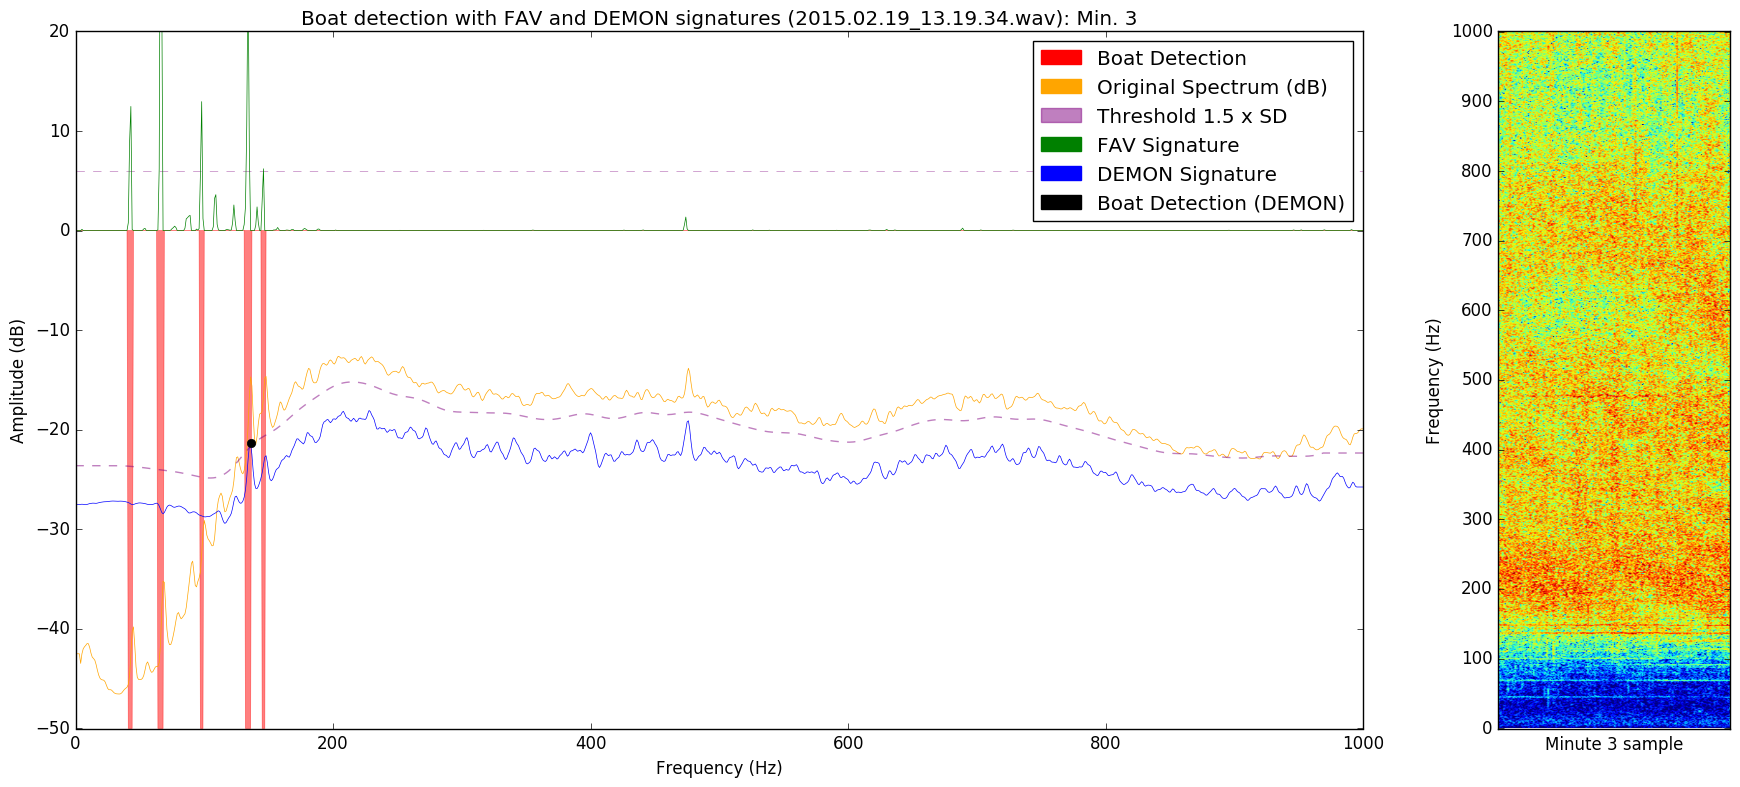 Boat detection with FAV and DEMON signatures (2015.02.19_13.19.34.wav): Min. 3
Boat Detection
Original Spectrum (dB)
Threshold 1.5 x SD
FAV Signature
DEMON Signature
Boat Detection (DEMON)
Amplitude (dB)
20
10
0
−10
−20
−30
−40
−50
0
200
400
600
800
1000
Frequency (Hz)
Frequency (Hz)
1000
900
800
700
600
500
400
300
200
100
0
Minute 3 sample